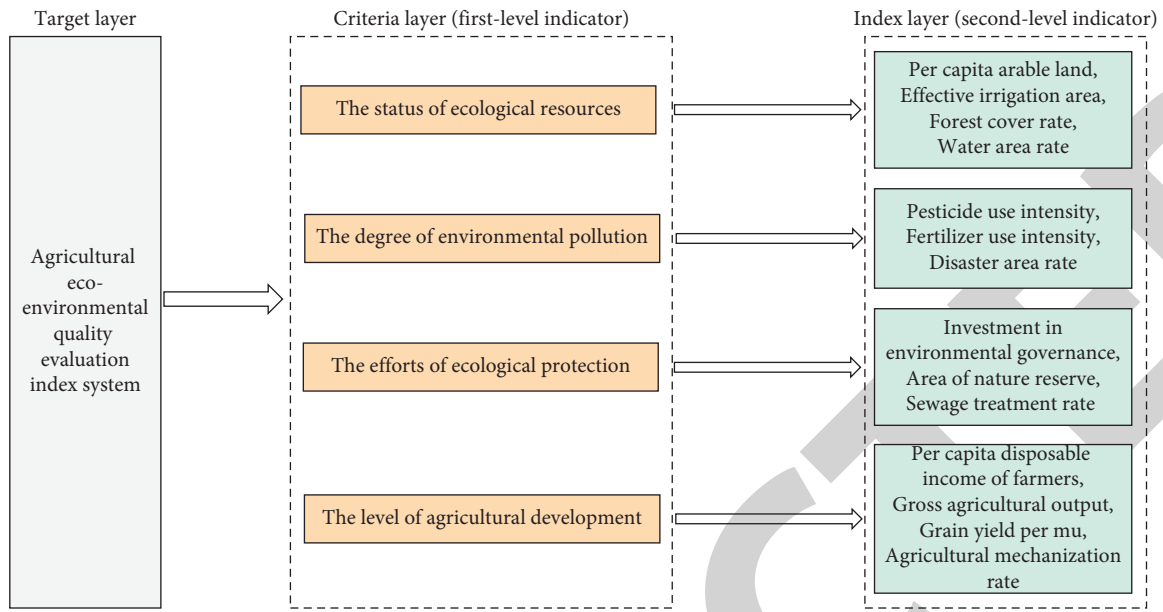 Target layer
Criteria layer (first-level indicator)
Index layer (second-level indicator)
Agricultural
eco-
environmental
quality
evaluation
index system
The status of ecological resources
Per capita arable land,
Effective irrigation area,
Forest cover rate,
Water area rate
The degree of environmental pollution
Pesticide use intensity,
Fertilizer use intensity,
Disaster area rate
The efforts of ecological protection
Investment in
environmental governance,
Area of nature reserve,
Sewage treatment rate
The level of agricultural development
Per capita disposable
income of farmers,
Gross agricultural output,
Grain yield per mu,
Agricultural mechanization
rate